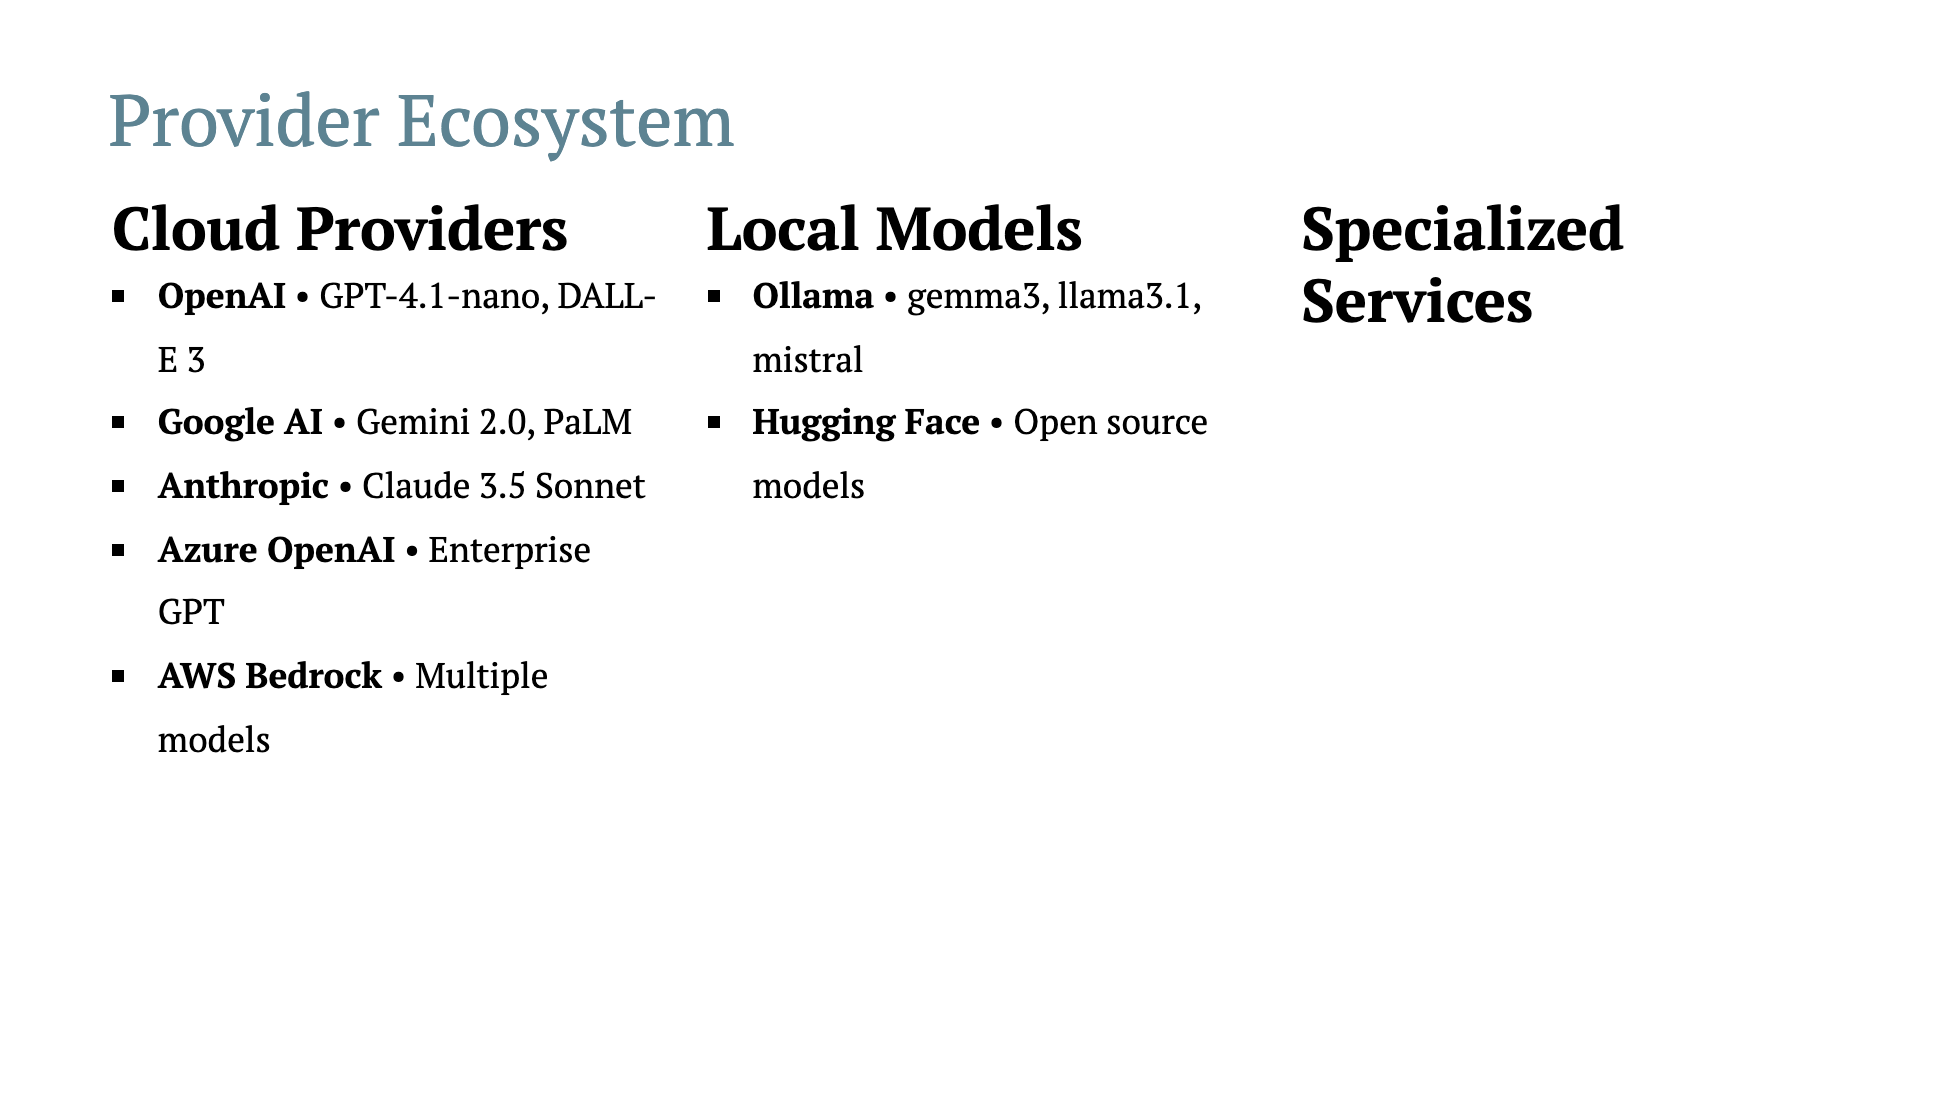 Provider Ecosystem
Cloud Providers
▪ OpenAI • GPT-4.1-nano, DALL-
E 3
▪ Google AI • Gemini 2.0, PaLM
▪ Anthropic • Claude 3.5 Sonnet
▪ Azure OpenAI • Enterprise
GPT
▪ AWS Bedrock • Multiple
models
Local Models
▪ Ollama • gemma3, llama3.1,
mistral
▪ Hugging Face • Open source
models
Specialized
Services